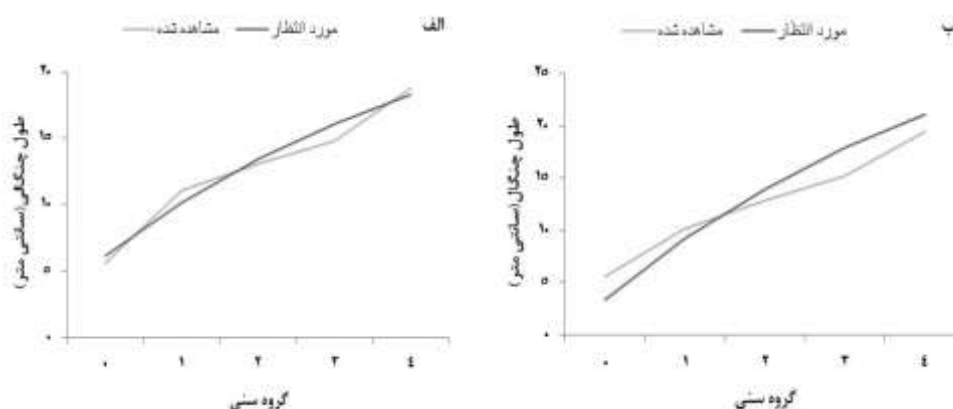 الف
مورد انتظار
مشاهده شده
طول چنگالی (سانتی متر)
۲۰
۱۵
۱۰
۵
۰
۰ ۱ ۲ ۳ ٤
گروه سنی
ب
مورد انتظار
مشاهده شده
طول چنگال (سانتی متر)
۲۵
۲۰
۱۵
۱۰
۵
۰
۰ ۱ ۲ ۳ ٤
گروه سنی